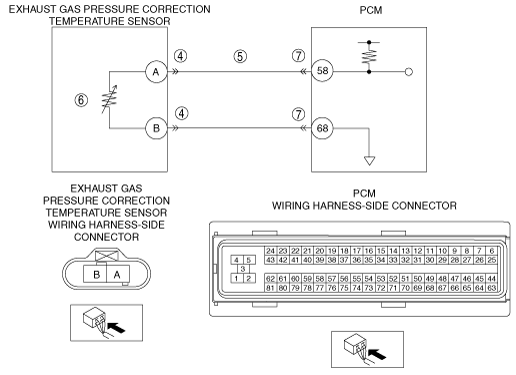 EXHAUST GAS PRESSURE CORRECTION
TEMPERATURE SENSOR
PCM
4
5
7
A
58
6
4
7
B
68
EXHAUST GAS
PRESSURE CORRECTION
TEMPERATURE SENSOR
WIRING HARNESS-SIDE
CONNECTOR
PCM
WIRING HARNESS-SIDE CONNECTOR
B A
4 5
3
1 2
24 23 22 21 20 19 18 17 16 15 14 13 12 11 10 9 8 7 6
43 42 41 40 39 38 37 36 35 34 33 32 31 30 29 28 27 26 25
62 61 60 59 58 57 56 55 54 53 52 51 50 49 48 47 46 45 44
81 80 79 78 77 76 75 74 73 72 71 70 69 68 67 66 65 64 63